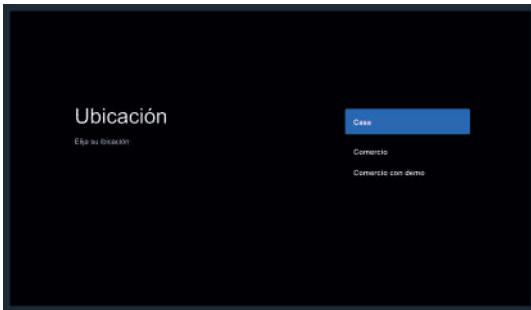 Ubicación
Elija su ubicación:
Casa
Comercio
Comercio con demo